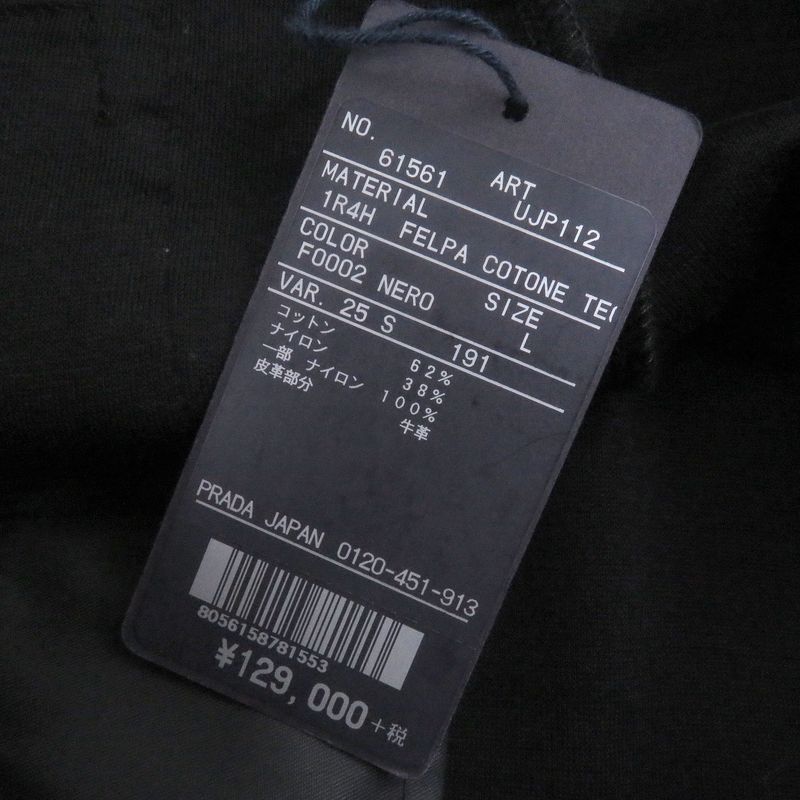 NO. 61561 ART UJP112
MATERIAL
1R4H FELPA COTONE TE
COLOR SIZE
F0002 NERO L
VAR. 25 S 191
コットン 62%
ナイロン 38%
一部 ナイロン 100%
皮革部分 牛革
PRADA JAPAN 0120-451-913
8056158781553
¥129,000+税